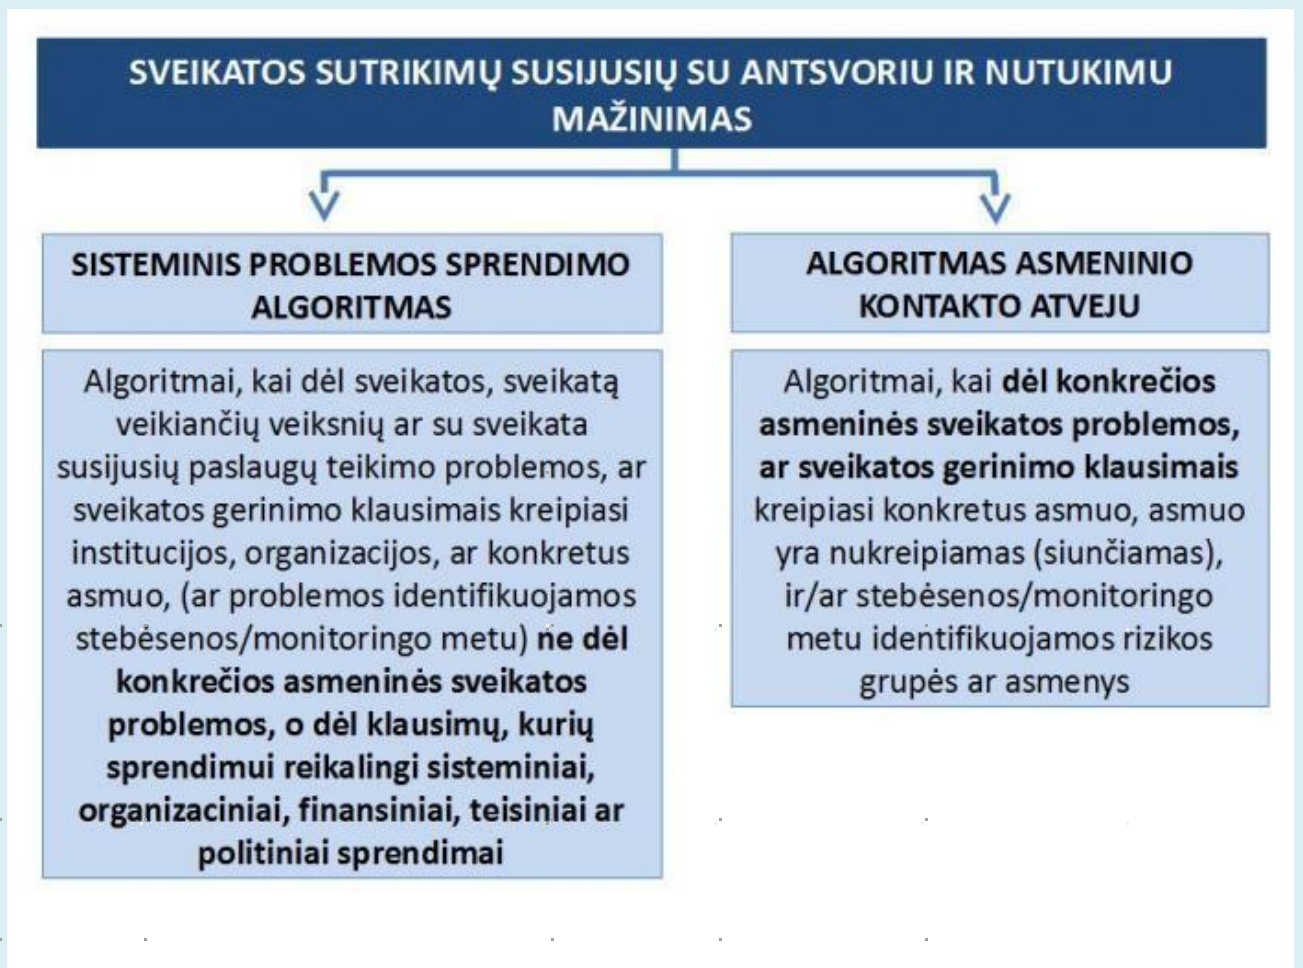 SVEIKATOS SUTRIKIMŲ SUSIJUSIŲ SU ANTSVORIU IR NUTUKIMU
MAŽINIMAS
SISTEMINIS PROBLEMOS SPRENDIMO
ALGORITMAS
Algoritmai, kai dėl sveikatos, sveikatą
veikiančių veiksnių ar su sveikata
susijusių paslaugų teikimo problemos, ar
sveikatos gerinimo klausimais kreipiasi
institucijos, organizacijos, ar konkretus
asmuo, (ar problemos identifikuojamos
stebėsenos/monitoringo metu) ne dėl
konkrečios asmeninės sveikatos
problemos, o dėl klausimų, kurių
sprendimui reikalingi sisteminiai,
organizaciniai, finansiniai, teisiniai ar
politiniai sprendimai
ALGORITMAS ASMENINIO
KONTAKTO ATVEJU
Algoritmai, kai dėl konkrečios
asmeninės sveikatos problemos,
ar sveikatos gerinimo klausimais
kreipiasi konkretus asmuo, asmuo
yra nukreipiamas (siunčiamas),
ir/ar stebėsenos/monitoringo
metu identifikuojamos rizikos
grupės ar asmenys